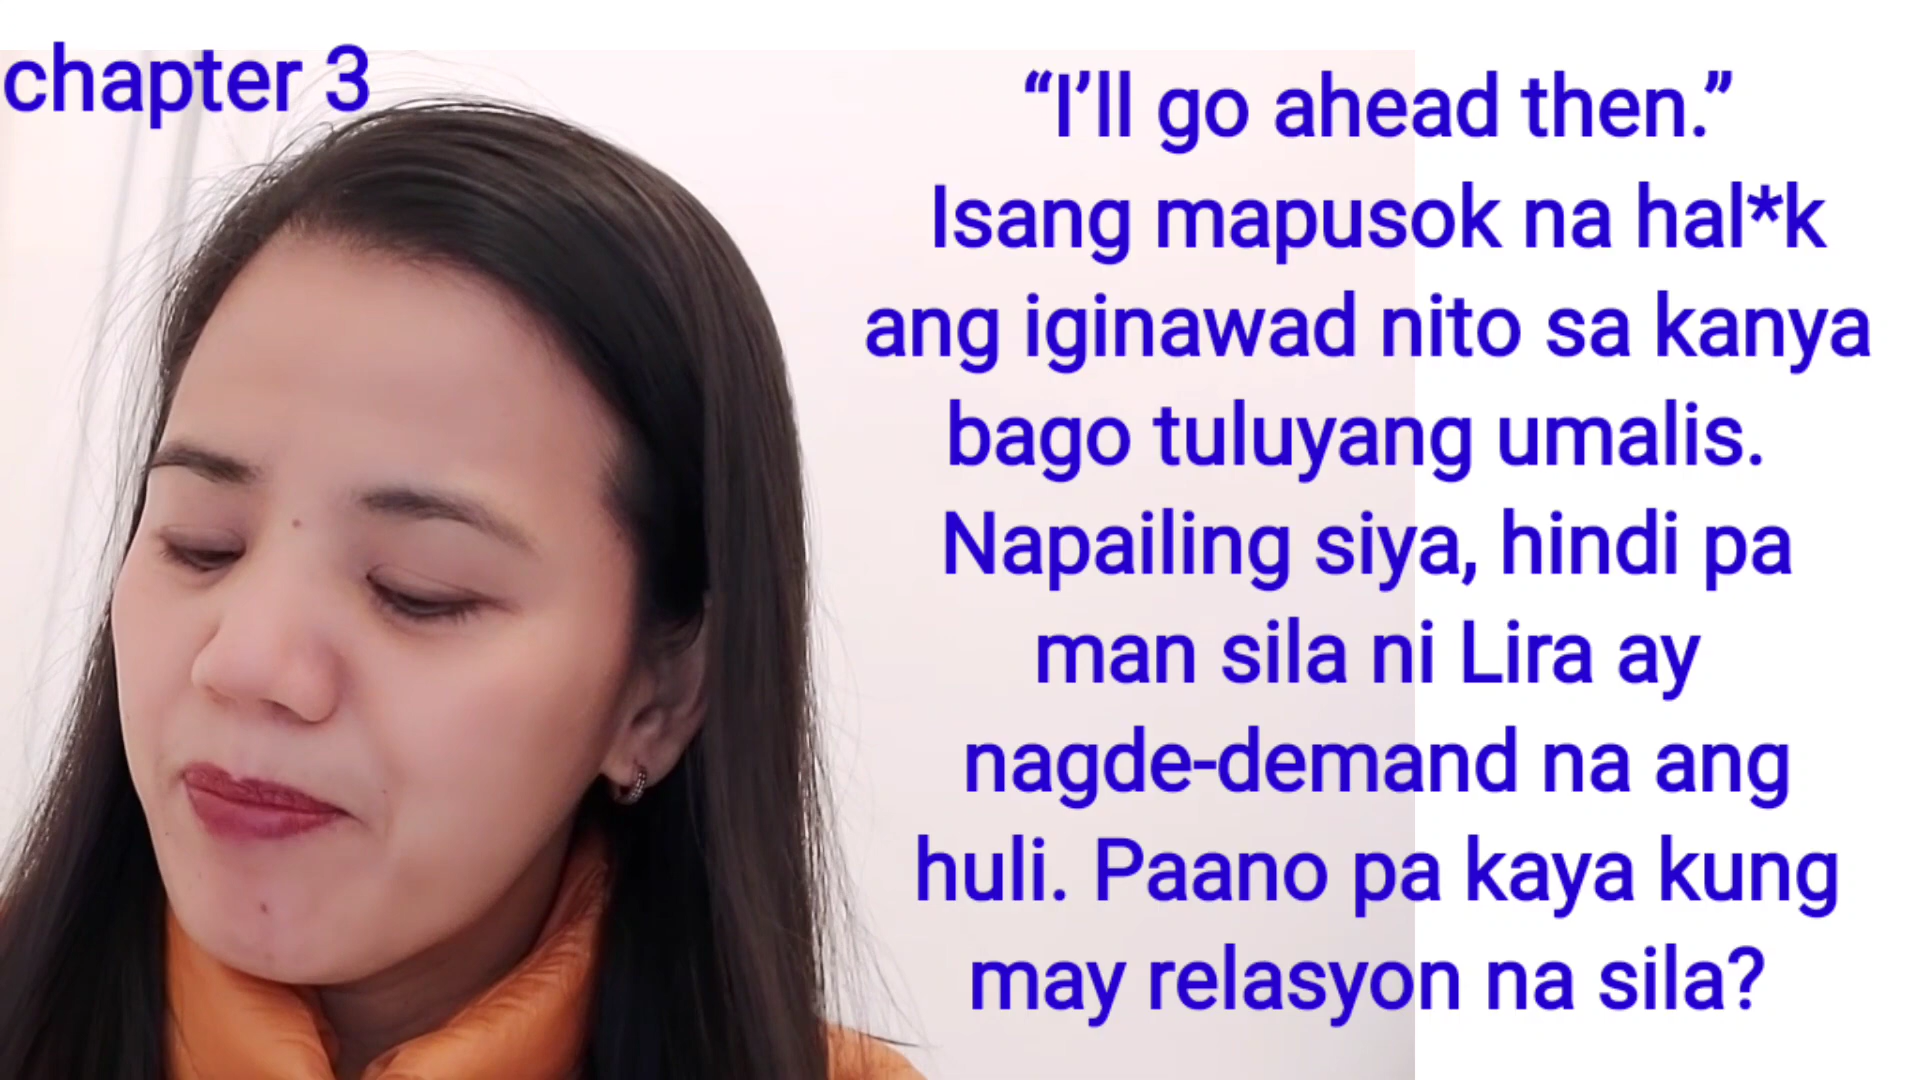 chapter 3
“I’ll go ahead then.”
Isang mapusok na hal*k
ang iginawad nito sa kanya
bago tuluyang umalis.
Napailing siya, hindi pa
man sila ni Lira ay
nagde-demand na ang
huli. Paano pa kaya kung
may relasyon na sila?